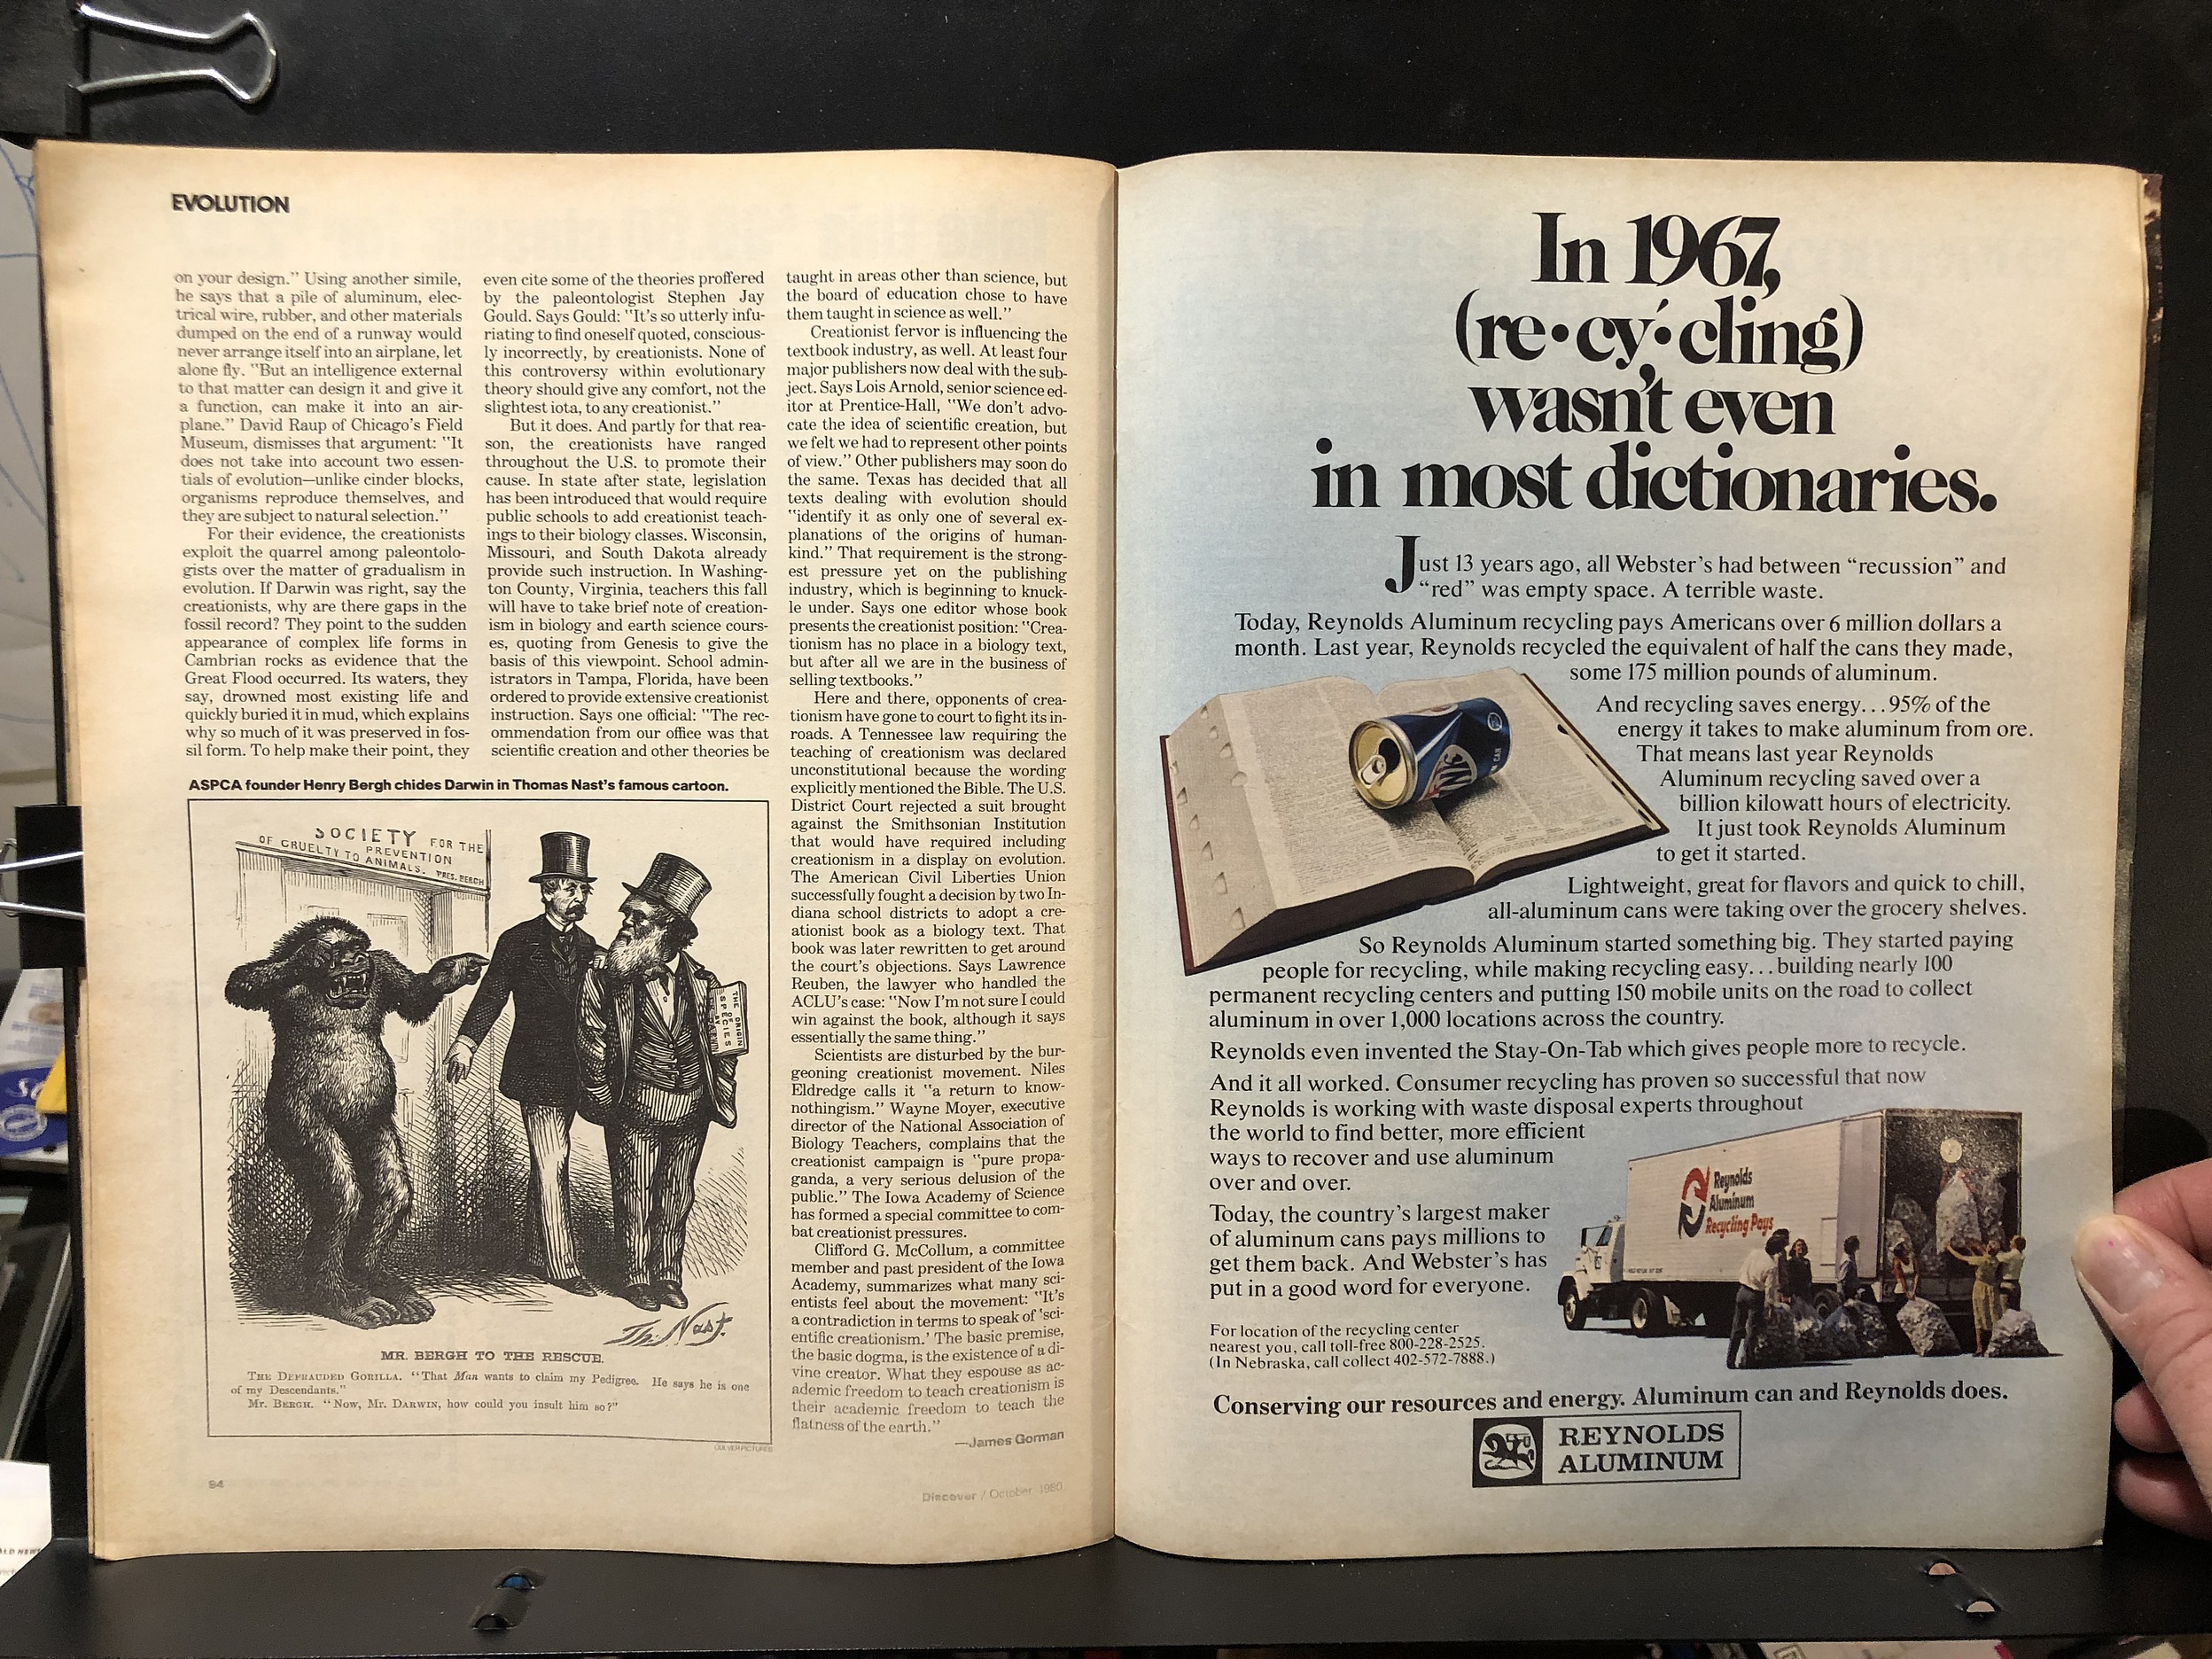 EVOLUTION
on your design." Using another simile,
he says that a pile of aluminum, elec-
trical wire, rubber, and other materials
dumped on the end of a runway would
never arrange itself into an airplane, let
alone fly. "But an intelligence external
to that matter can design it and give it
a function, can make it into an air-
plane." David Raup of Chicago's Field
Museum, dismisses that argument: "It
does not take into account two essen-
tials of evolution—unlike cinder blocks,
organisms reproduce themselves, and
they are subject to natural selection."
For their evidence, the creationists
exploit the quarrel among paleontolo-
gists over the matter of gradualism in
evolution. If Darwin was right, say the
creationists, why are there gaps in the
fossil record? They point to the sudden
appearance of complex life forms in
Cambrian rocks as evidence that the
Great Flood occurred. Its waters, they
say, drowned most existing life and
quickly buried it in mud, which explains
why so much of it was preserved in fos-
sil form. To help make their point, they
even cite some of the theories proffered
by the paleontologist Stephen Jay
Gould. Says Gould: "It's so utterly infu-
riating to find oneself quoted, conscious-
ly incorrectly, by creationists. None of
this controversy within evolutionary
theory should give any comfort, not the
slightest iota, to any creationist."
But it does. And partly for that rea-
son, the creationists have ranged
throughout the U.S. to promote their
cause. In state after state, legislation
has been introduced that would require
public schools to add creationist teach-
ings to their biology classes. Wisconsin,
Missouri, and South Dakota already
provide such instruction. In Washing-
ton County, Virginia, teachers this fall
will have to take brief note of creation-
ism in biology and earth science cours-
es, quoting from Genesis to give the
basis of this viewpoint. School admin-
istrators in Tampa, Florida, have been
ordered to provide extensive creationist
instruction. Says one official: "The rec-
ommendation from our office was that
scientific creation and other theories be
taught in areas other than science, but
the board of education chose to have
them taught in science as well."
Creationist fervor is influencing the
textbook industry, as well. At least four
major publishers now deal with the sub-
ject. Says Lois Arnold, senior science ed-
itor at Prentice-Hall, "We don't advo-
cate the idea of scientific creation, but
we felt we had to represent other points
of view." Other publishers may soon do
the same. Texas has decided that all
texts dealing with evolution should
"identify it as only one of several ex-
planations of the origins of human-
kind." That requirement is the strong-
est pressure yet on the publishing
industry, which is beginning to knuck-
le under. Says one editor whose book
presents the creationist position: "Crea-
tionism has no place in a biology text,
but after all we are in the business of
selling textbooks."
Here and there, opponents of crea-
tionism have gone to court to fight its in-
roads. A Tennessee law requiring the
teaching of creationism was declared
unconstitutional because the wording
explicitly mentioned the Bible. The U.S.
District Court rejected a suit brought
against the Smithsonian Institution
that would have required including
creationism in a display on evolution.
The American Civil Liberties Union
successfully fought a decision by two In-
diana school districts to adopt a cre-
ationist book as a biology text. That
book was later rewritten to get around
the court's objections. Says Lawrence
Reuben, the lawyer who handled the
ACLU's case: "Now I'm not sure I could
win against the book, although it says
essentially the same thing."
Scientists are disturbed by the bur-
geoning creationist movement. Niles
Eldredge calls it "a return to know-
nothingism." Wayne Moyer, executive
director of the National Association of
Biology Teachers, complains that the
creationist campaign is "pure propa-
ganda, a very serious delusion of the
public." The Iowa Academy of Science
has formed a special committee to com-
bat creationist pressures.
Clifford G. McCollum, a committee
member and past president of the Iowa
Academy, summarizes what many sci-
entists feel about the movement: "It's
a contradiction in terms to speak of 'sci-
entific creationism.' The basic premise,
the basic dogma, is the existence of a di-
vine creator. What they espouse as ac-
ademic freedom to teach creationism is
their academic freedom to teach the
flatness of the earth."
—James Gorman
ASPCA founder Henry Bergh chides Darwin in Thomas Nast's famous cartoon.
SOCIETY FOR THE
PREVENTION
OF CRUELTY TO ANIMALS.
PRES. BERGH
THE ORIGIN
OF
SPECIES
BY
DARWIN
Th: Nast.
MR. BERGH TO THE RESCUE.
THE DEFRAUDED GORILLA. "That Man wants to claim my Pedigree. He says he is one
of my Descendants."
MR. BERGH. "Now, Mr. DARWIN, how could you insult him so?"
CULVER PICTURES
94
Discover / October 1980
In 1967,
(re•cy´•cling)
wasn't even
in most dictionaries.
Just 13 years ago, all Webster's had between "recussion" and
"red" was empty space. A terrible waste.
Today, Reynolds Aluminum recycling pays Americans over 6 million dollars a
month. Last year, Reynolds recycled the equivalent of half the cans they made,
some 175 million pounds of aluminum.
And recycling saves energy...95% of the
energy it takes to make aluminum from ore.
That means last year Reynolds
Aluminum recycling saved over a
billion kilowatt hours of electricity.
It just took Reynolds Aluminum
to get it started.
Lightweight, great for flavors and quick to chill,
all-aluminum cans were taking over the grocery shelves.
So Reynolds Aluminum started something big. They started paying
people for recycling, while making recycling easy...building nearly 100
permanent recycling centers and putting 150 mobile units on the road to collect
aluminum in over 1,000 locations across the country.
Reynolds even invented the Stay-On-Tab which gives people more to recycle.
And it all worked. Consumer recycling has proven so successful that now
Reynolds is working with waste disposal experts throughout
the world to find better, more efficient
ways to recover and use aluminum
over and over.
Today, the country's largest maker
of aluminum cans pays millions to
get them back. And Webster's has
put in a good word for everyone.
Reynolds
Aluminum
Recycling Pays
For location of the recycling center
nearest you, call toll-free 800-228-2525.
(In Nebraska, call collect 402-572-7888.)
Conserving our resources and energy. Aluminum can and Reynolds does.
REYNOLDS
ALUMINUM